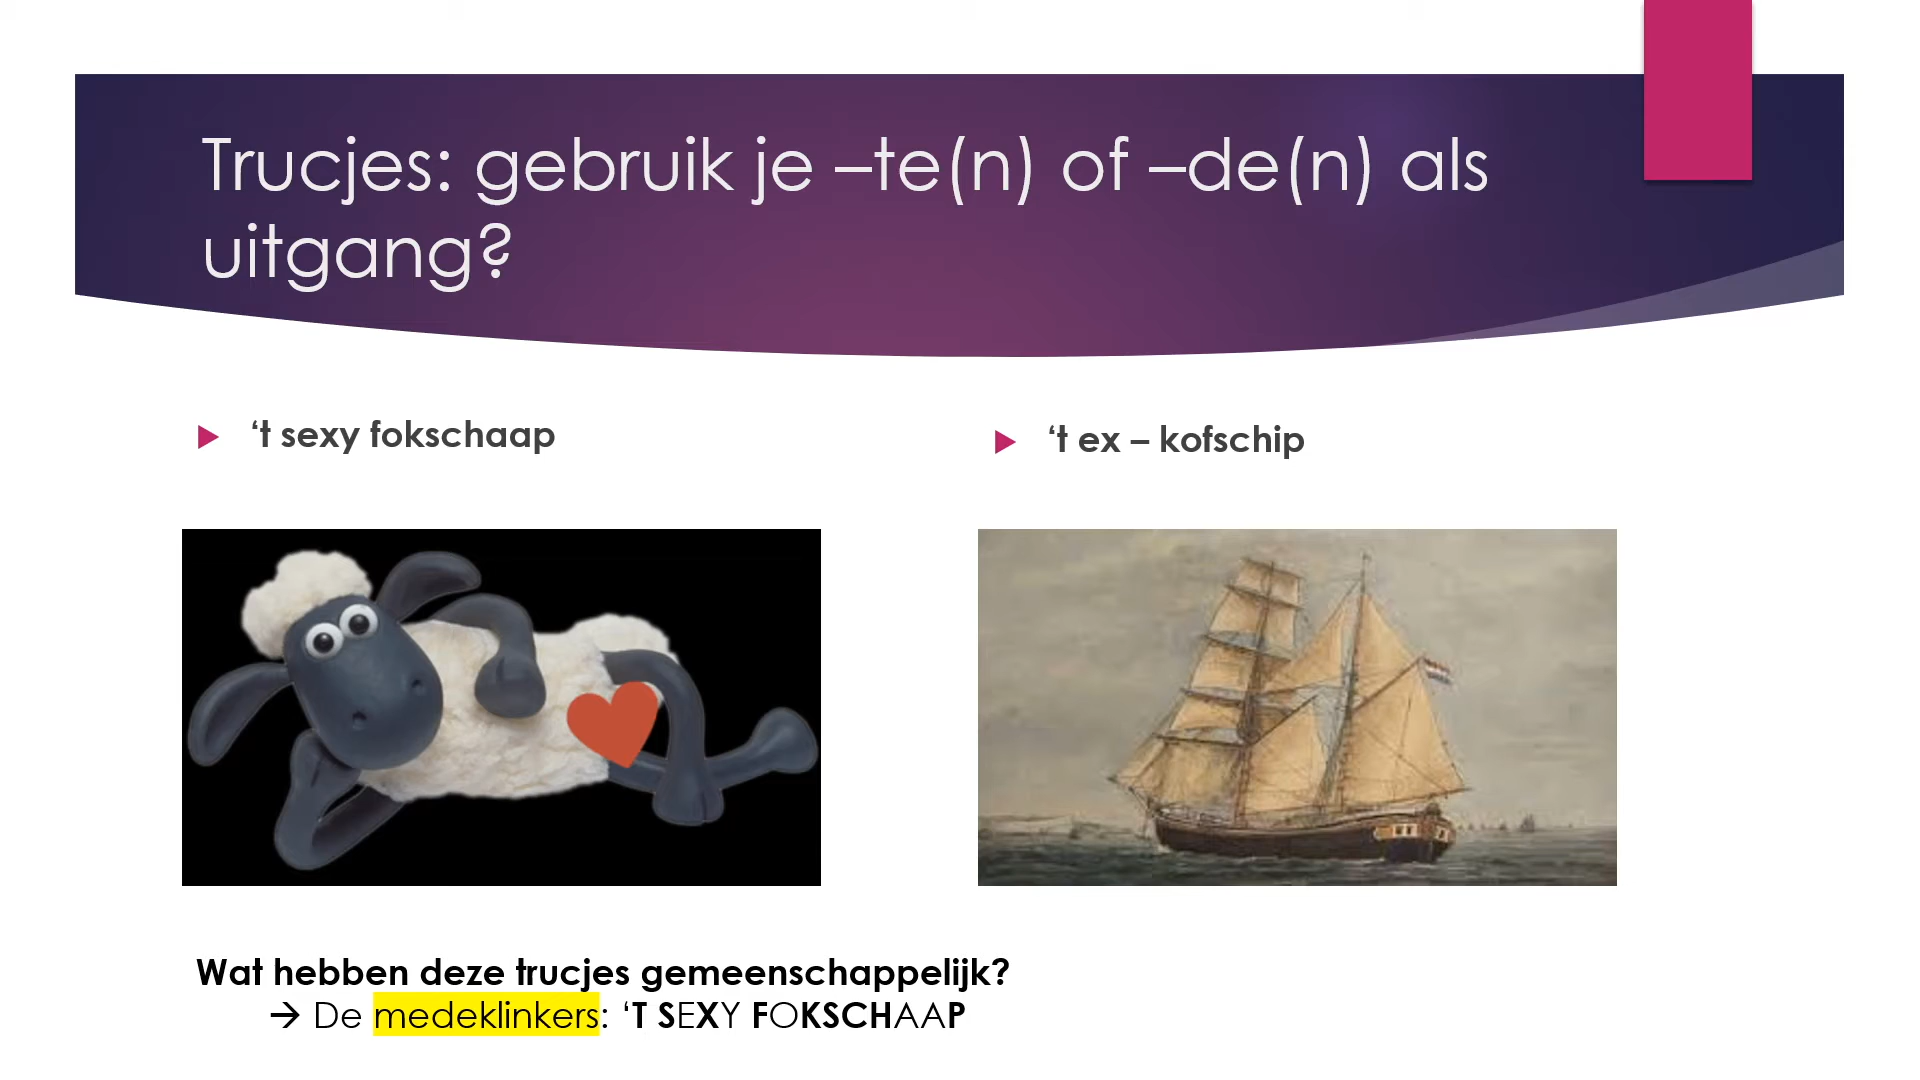 Trucjes: gebruik je –te(n) of –de(n) als
uitgang?
‘t sexy fokschaap
‘t ex – kofschip
Wat hebben deze trucjes gemeenschappelijk?
→ De medeklinkers: ‘T SEXY FOKSCHAAP